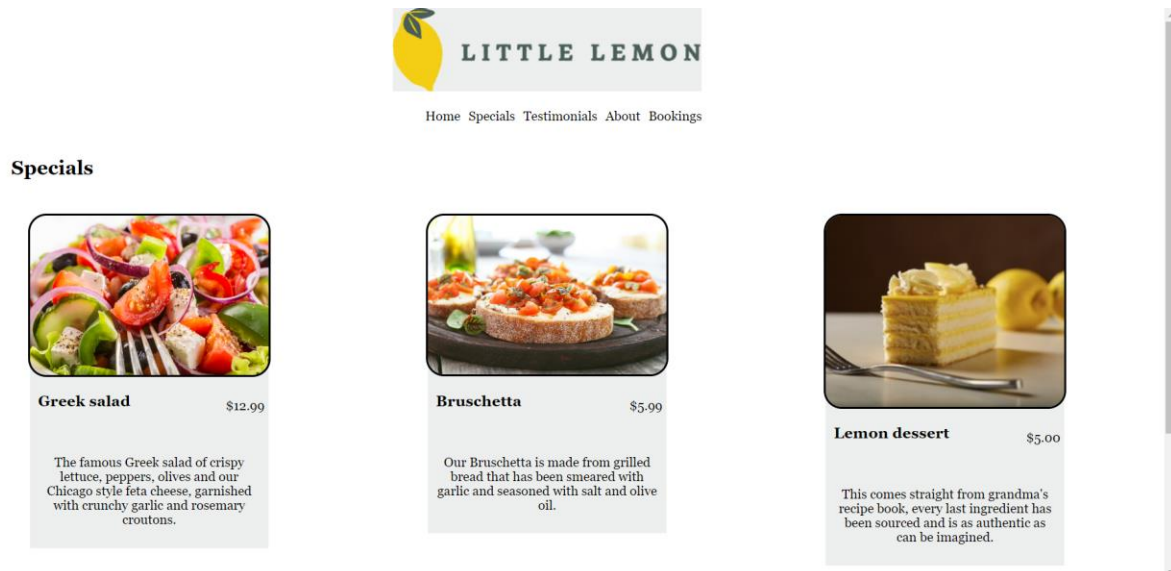 LITTLE LEMON
Home Specials Testimonials About Bookings
Specials
Greek salad
$12.99
The famous Greek salad of crispy
lettuce, peppers, olives and our
Chicago style feta cheese, garnished
with crunchy garlic and rosemary
croutons.
Bruschetta
$5.99
Our Bruschetta is made from grilled
bread that has been smeared with
garlic and seasoned with salt and olive
oil.
Lemon dessert
$5.00
This comes straight from grandma's
recipe book, every last ingredient has
been sourced and is as authentic as
can be imagined.